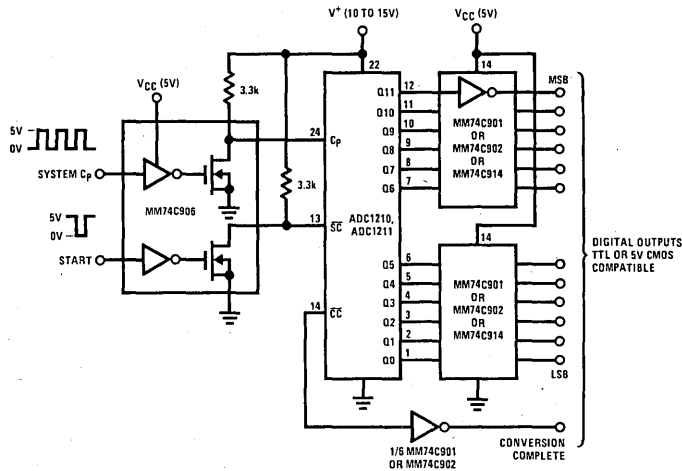 V+ (10 TO 15V)
VCC (5V)
22
14
VCC (5V)
3.3k
5V
0V
SYSTEM CP
MM74C906
24
CP
3.3k
5V
0V
START
13
SC
14
CC
ADC1210,
ADC1211
Q11
12
Q10
11
Q9
10
Q8
9
Q7
8
Q6
7
MM74C901
OR
MM74C902
OR
MM74C914
MSB
14
Q5
6
Q4
5
Q3
4
Q2
3
Q1
2
Q0
1
MM74C901
OR
MM74C902
OR
MM74C914
LSB
DIGITAL OUTPUTS
TTL OR 5V CMOS
COMPATIBLE
CONVERSION
COMPLETE
1/6 MM74C901
OR MM74C902